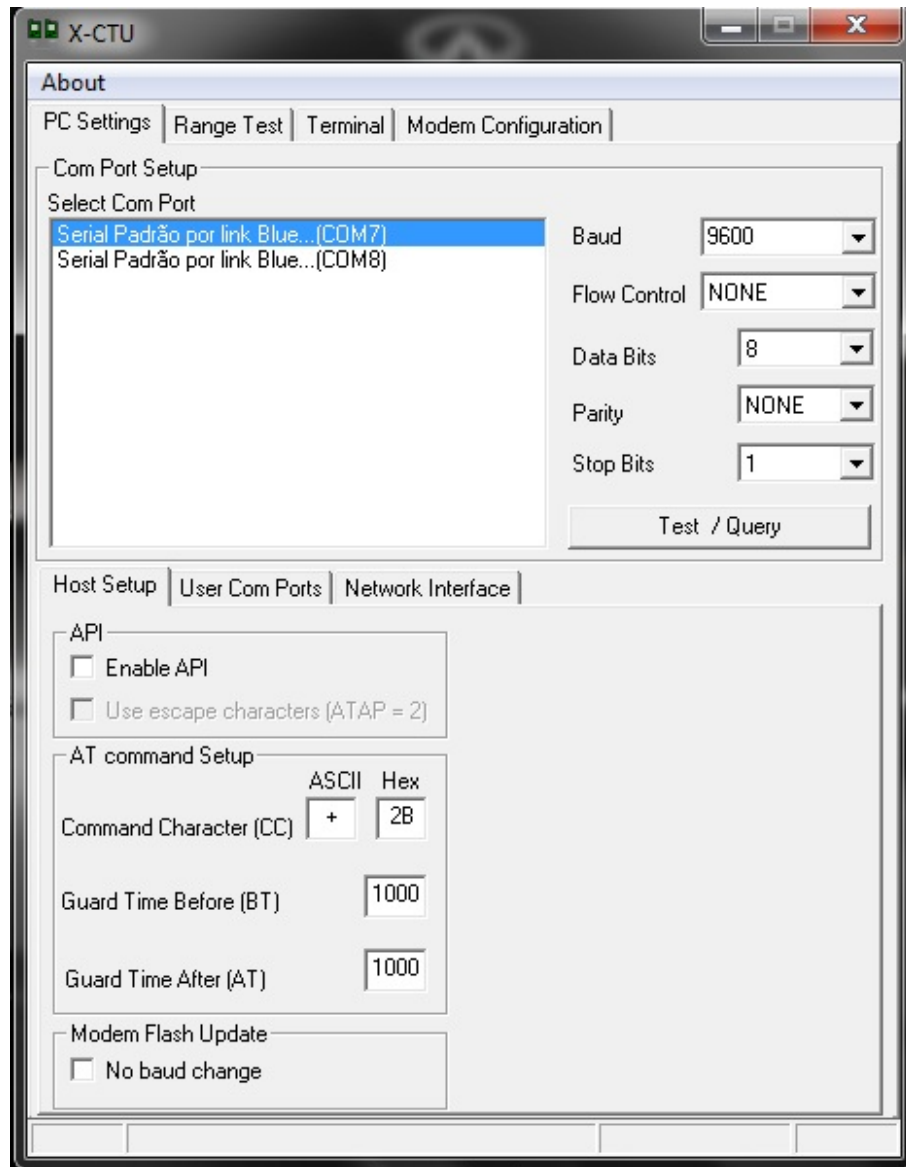 X-CTU
About
PC Settings Range Test Terminal Modem Configuration
Com Port Setup
Select Com Port
Serial Padrão por link Blue...(COM7)
Serial Padrão por link Blue...(COM8)
Baud 9600
Flow Control NONE
Data Bits 8
Parity NONE
Stop Bits 1
Test / Query
Host Setup User Com Ports Network Interface
API
Enable API
Use escape characters (ATAP = 2)
AT command Setup
ASCII Hex
Command Character (CC) + 2B
Guard Time Before (BT) 1000
Guard Time After (AT) 1000
Modem Flash Update
No baud change